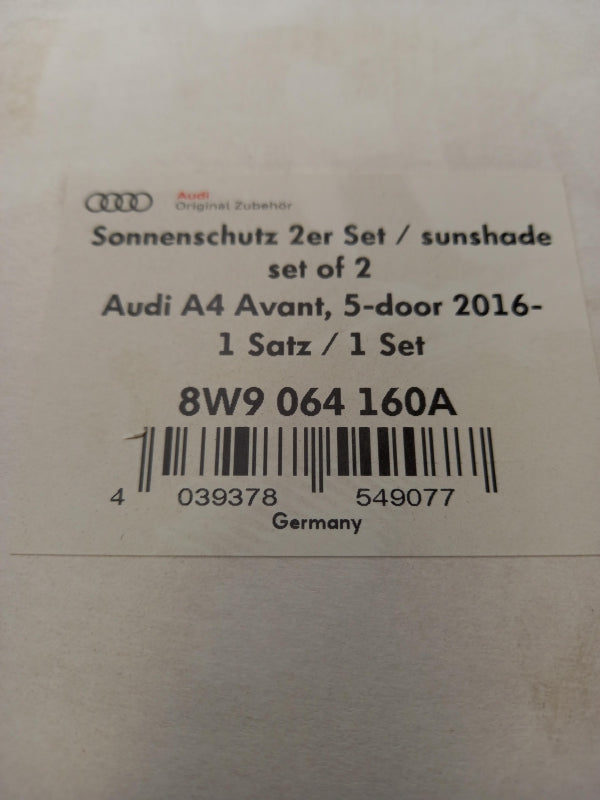 Audi
Original Zubehör
Sonnenschutz 2er Set / sunshade
set of 2
Audi A4 Avant, 5-door 2016-
1 Satz / 1 Set
8W9 064 160A
4 039378 549077
Germany